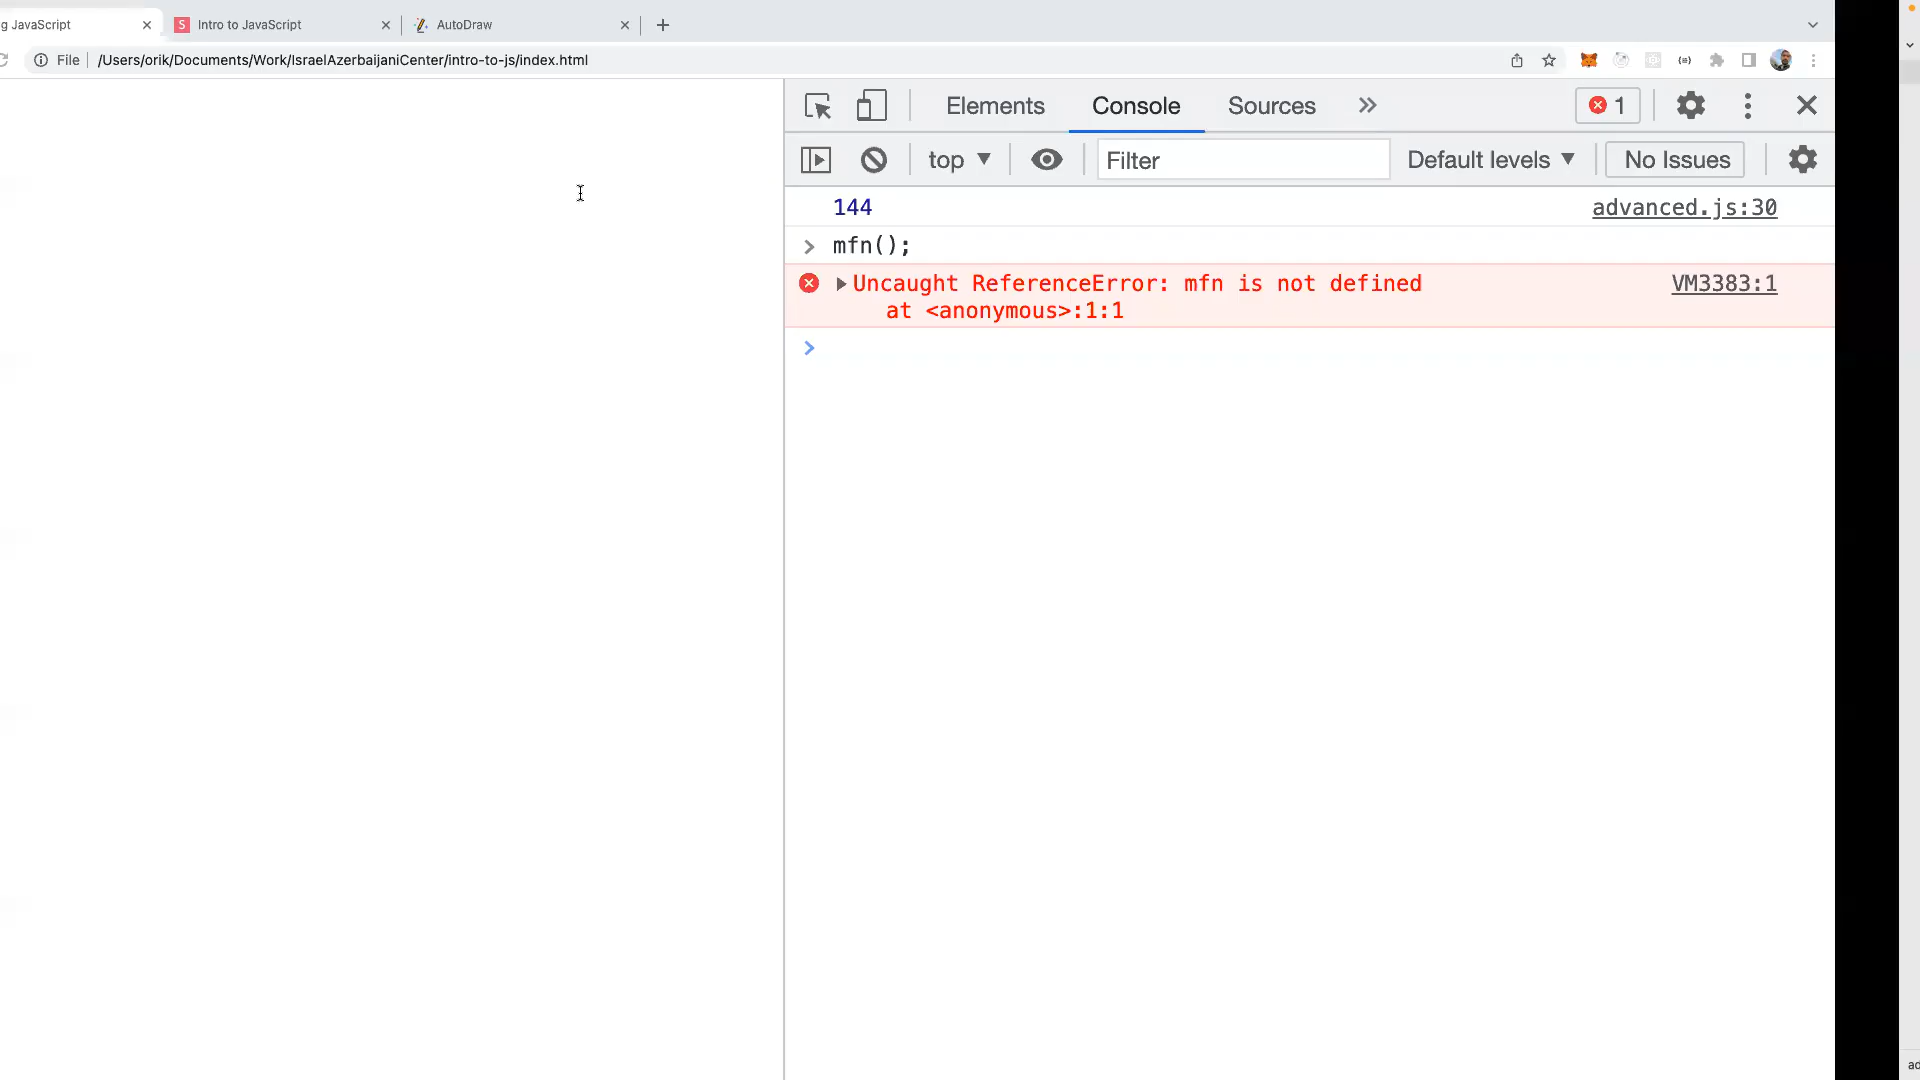 g JavaScript
S Intro to JavaScript
AutoDraw
File /Users/orik/Documents/Work/IsraelAzerbaijaniCenter/intro-to-js/index.html
Elements Console Sources 1
top Filter Default levels No Issues
144 advanced.js:30
mfn();
Uncaught ReferenceError: mfn is not defined VM3383:1
at <anonymous>:1:1
ad